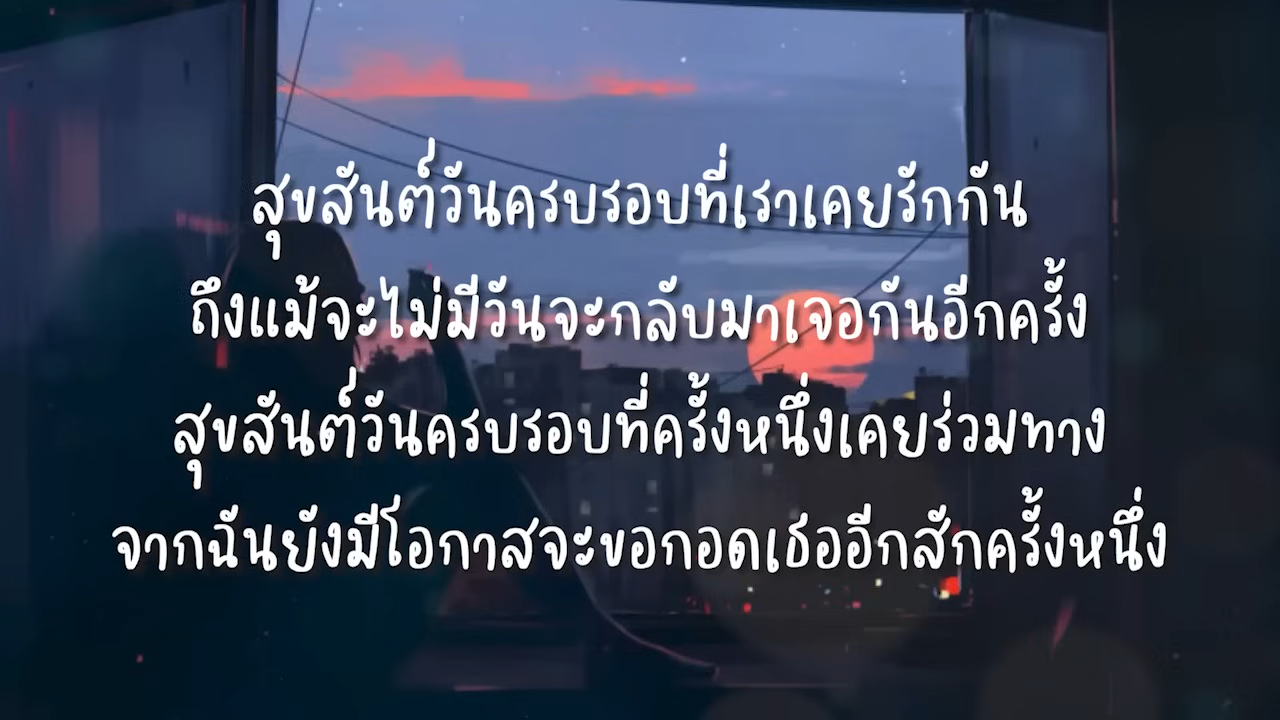 สุขสันต์วันครบรอบที่เราเคยรักกัน
ถึงแม้จะไม่มีวันจะกลับมาเจอกันอีกครั้ง
สุขสันต์วันครบรอบที่ครั้งหนึ่งเคยร่วมทาง
จากฉันยังมีโอกาสจะขอกอดเธออีกสักครั้งหนึ่ง